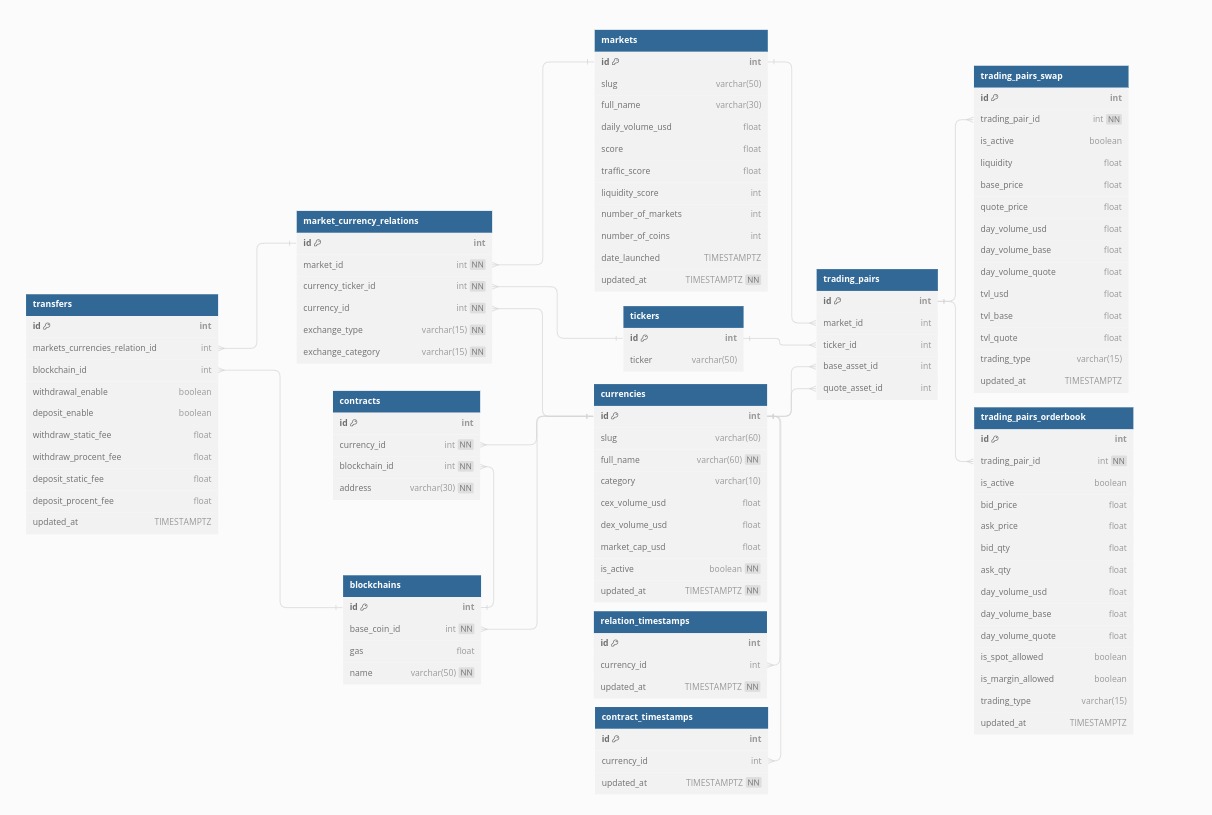 markets
id int
slug varchar(50)
full_name varchar(30)
daily_volume_usd float
score float
traffic_score float
liquidity_score int
number_of_markets int
number_of_coins int
date_launched TIMESTAMPTZ
updated_at TIMESTAMPTZ NN
trading_pairs_swap
id int
trading_pair_id int NN
is_active boolean
liquidity float
base_price float
quote_price float
day_volume_usd float
day_volume_base float
day_volume_quote float
tvl_usd float
tvl_base float
tvl_quote float
trading_type varchar(15)
updated_at TIMESTAMPTZ
market_currency_relations
id int
market_id int NN
currency_ticker_id int NN
currency_id int NN
exchange_type varchar(15) NN
exchange_category varchar(15) NN
trading_pairs
id int
market_id int
ticker_id int
base_asset_id int
quote_asset_id int
transfers
id int
markets_currencies_relation_id int
blockchain_id int
withdrawal_enable boolean
deposit_enable boolean
withdraw_static_fee float
withdraw_procent_fee float
deposit_static_fee float
deposit_procent_fee float
updated_at TIMESTAMPTZ
tickers
id int
ticker varchar(50)
contracts
id int
currency_id int NN
blockchain_id int NN
address varchar(30) NN
currencies
id int
slug varchar(60)
full_name varchar(60) NN
category varchar(10)
cex_volume_usd float
dex_volume_usd float
market_cap_usd float
is_active boolean NN
updated_at TIMESTAMPTZ NN
trading_pairs_orderbook
id int
trading_pair_id int NN
is_active boolean
bid_price float
ask_price float
bid_qty float
ask_qty float
day_volume_usd float
day_volume_base float
day_volume_quote float
is_spot_allowed boolean
is_margin_allowed boolean
trading_type varchar(15)
updated_at TIMESTAMPTZ
blockchains
id int
base_coin_id int NN
gas float
name varchar(50) NN
relation_timestamps
id int
currency_id int
updated_at TIMESTAMPTZ NN
contract_timestamps
id int
currency_id int
updated_at TIMESTAMPTZ NN